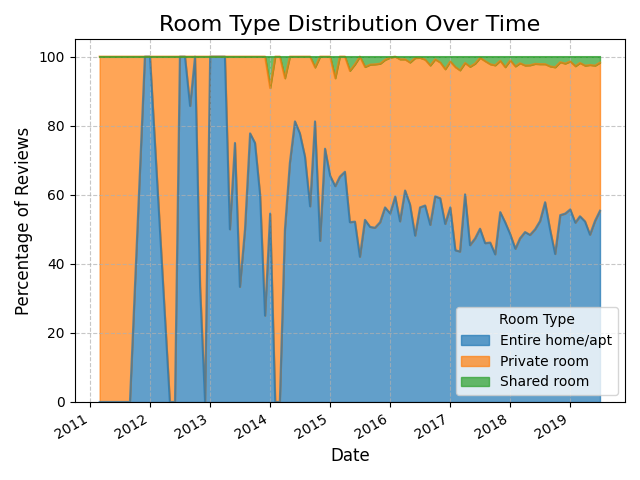 Room Type Distribution Over Time
Percentage of Reviews
100
80
60
40
20
0
Room Type
Entire home/apt
Private room
Shared room
2011
2012
2013
2014
2015
2016
2017
2018
2019
Date